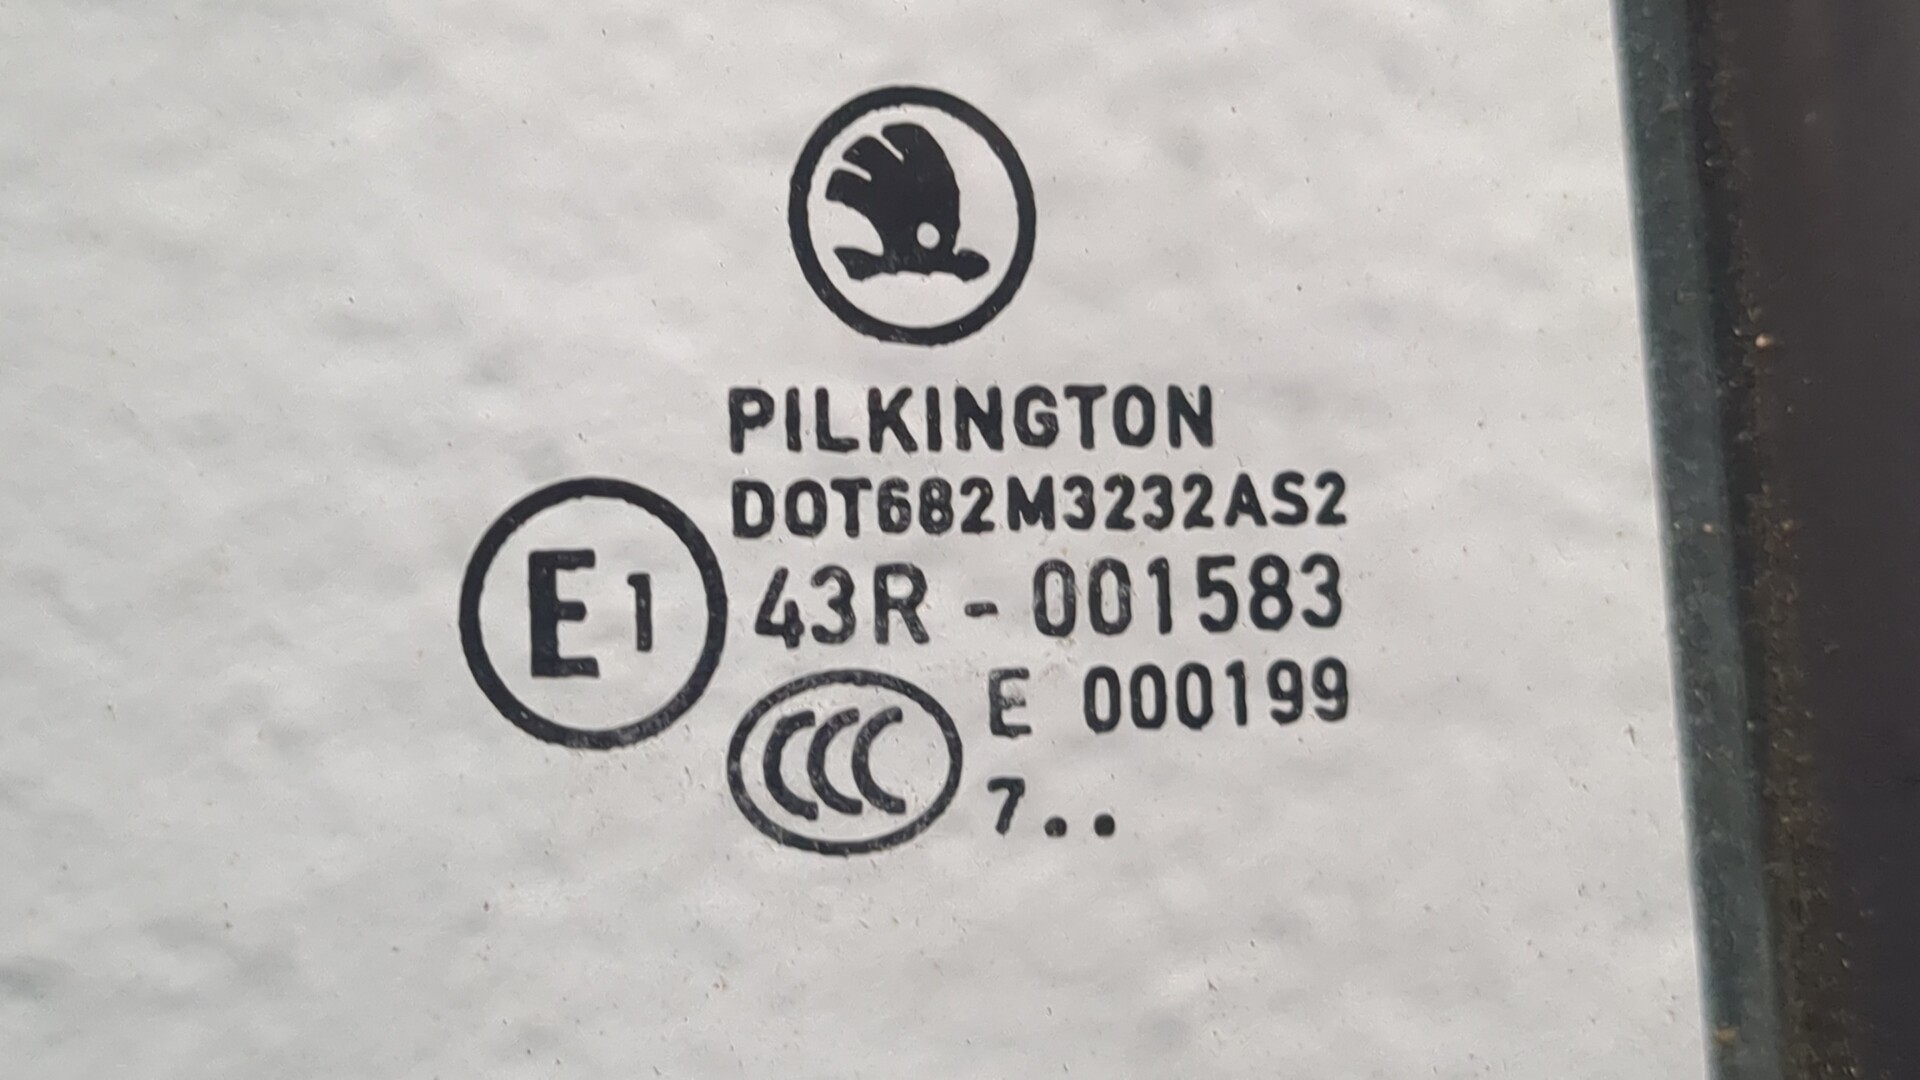 PILKINGTON
DOT682M3232AS2
E1 43R - 001583
CCC E 000199
7..